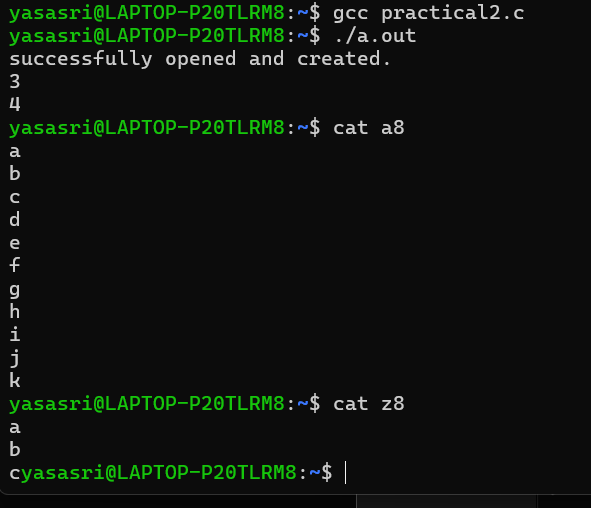 yasasri@LAPTOP-P20TLRM8:~$ gcc practical2.c
yasasri@LAPTOP-P20TLRM8:~$ ./a.out
successfully opened and created.
3
4
yasasri@LAPTOP-P20TLRM8:~$ cat a8
a
b
c
d
e
f
g
h
i
j
k
yasasri@LAPTOP-P20TLRM8:~$ cat z8
a
b
cyasasri@LAPTOP-P20TLRM8:~$